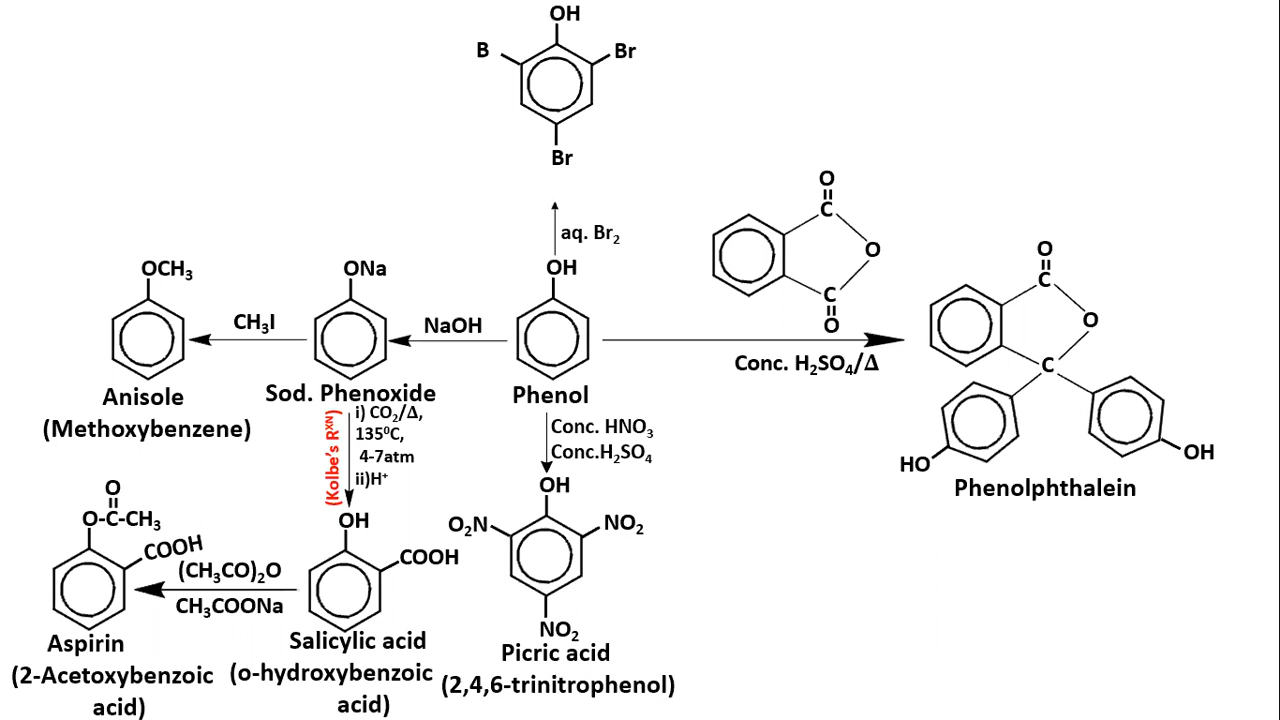 OH
B
Br
Br
aq. Br₂
O
C
O
C
O
Conc. H₂SO₄/Δ
O
C
O
C
HO
OH
Phenolphthalein
OCH₃
CH₃I
ONa
NaOH
OH
Anisole
(Methoxybenzene)
Sod. Phenoxide
Phenol
(Kolbe's Rˣᴺ)
i) CO₂/Δ,
135⁰C,
4-7atm
ii)H⁺
Conc. HNO₃
Conc.H₂SO₄
O
O-C-CH₃
COOH
(CH₃CO)₂O
CH₃COONa
OH
COOH
OH
O₂N
NO₂
NO₂
Aspirin
(2-Acetoxybenzoic
acid)
Salicylic acid
(o-hydroxybenzoic
acid)
Picric acid
(2,4,6-trinitrophenol)